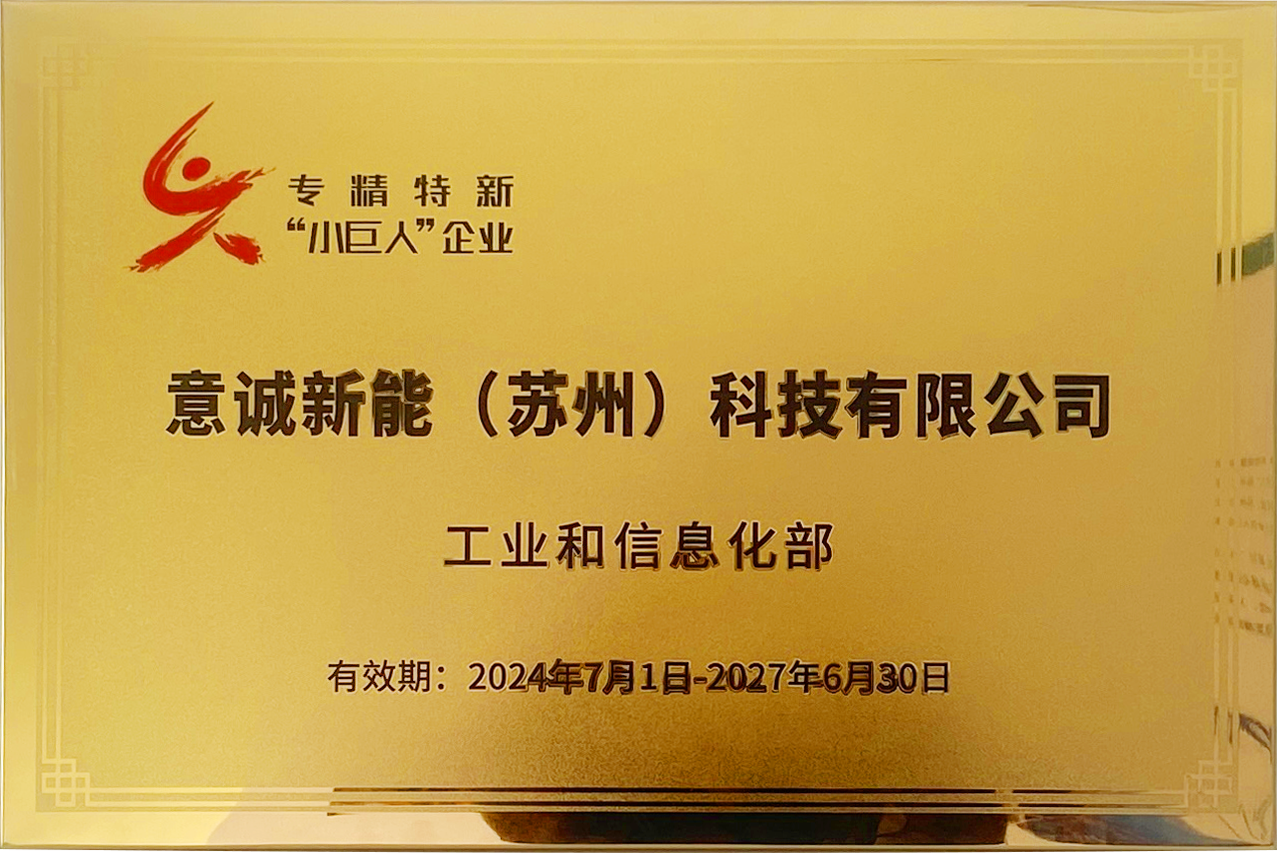 专精特新
“小巨人”企业
意诚新能（苏州）科技有限公司
工业和信息化部
有效期：2024年7月1日-2027年6月30日